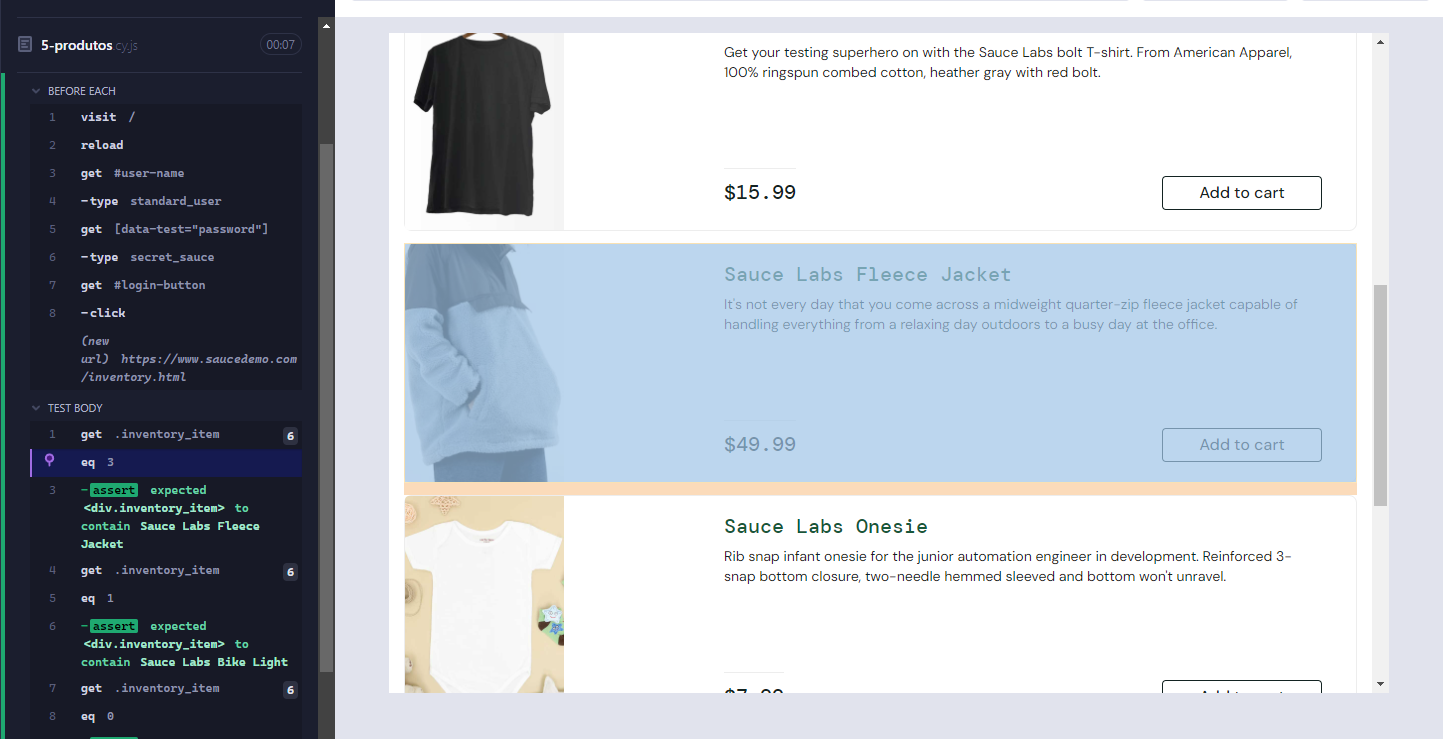 5-produtos.cy.js
00:07
BEFORE EACH
1 visit /
2 reload
3 get #user-name
4 -type standard_user
5 get [data-test="password"]
6 -type secret_sauce
7 get #login-button
8 -click
(new
url) https://www.saucedemo.com
/inventory.html
TEST BODY
1 get .inventory_item 6
eq 3
3 -assert expected
<div.inventory_item> to
contain Sauce Labs Fleece
Jacket
4 get .inventory_item 6
5 eq 1
6 -assert expected
<div.inventory_item> to
contain Sauce Labs Bike Light
7 get .inventory_item 6
8 eq 0
Get your testing superhero on with the Sauce Labs bolt T-shirt. From American Apparel,
100% ringspun combed cotton, heather gray with red bolt.
$15.99
Add to cart
Sauce Labs Fleece Jacket
It's not every day that you come across a midweight quarter-zip fleece jacket capable of
handling everything from a relaxing day outdoors to a busy day at the office.
$49.99
Add to cart
Sauce Labs Onesie
Rib snap infant onesie for the junior automation engineer in development. Reinforced 3-
snap bottom closure, two-needle hemmed sleeved and bottom won't unravel.
$7.99
Add to cart